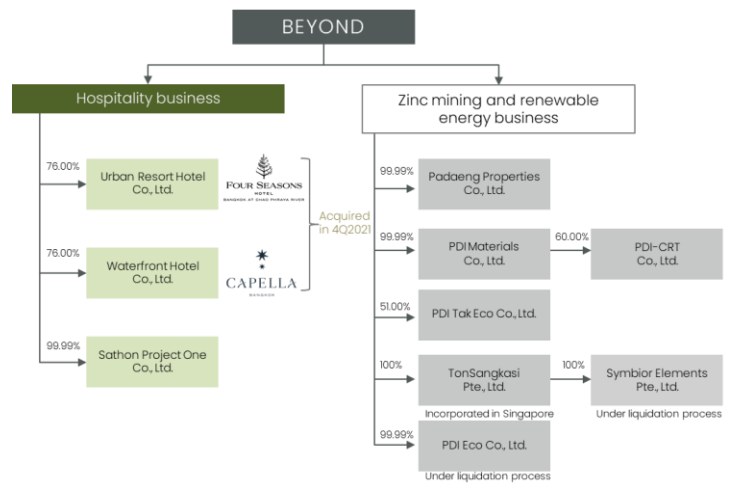 BEYOND
Hospitality business
76.00%
Urban Resort Hotel
Co., Ltd.
FOUR SEASONS
HOTEL
BANGKOK AT CHAO PHRAYA RIVER
76.00%
Waterfront Hotel
Co., Ltd.
CAPELLA
BANGKOK
Acquired
in 4Q2021
99.99%
Sathon Project One
Co., Ltd.
Zinc mining and renewable
energy business
99.99%
Padaeng Properties
Co., Ltd.
99.99%
PDI Materials
Co., Ltd.
60.00%
PDI-CRT
Co., Ltd.
51.00%
PDI Tak Eco Co., Ltd.
100%
TonSangkasi
Pte., Ltd.
Incorporated in Singapore
100%
Symbior Elements
Pte., Ltd.
Under liquidation process
99.99%
PDI Eco Co., Ltd.
Under liquidation process